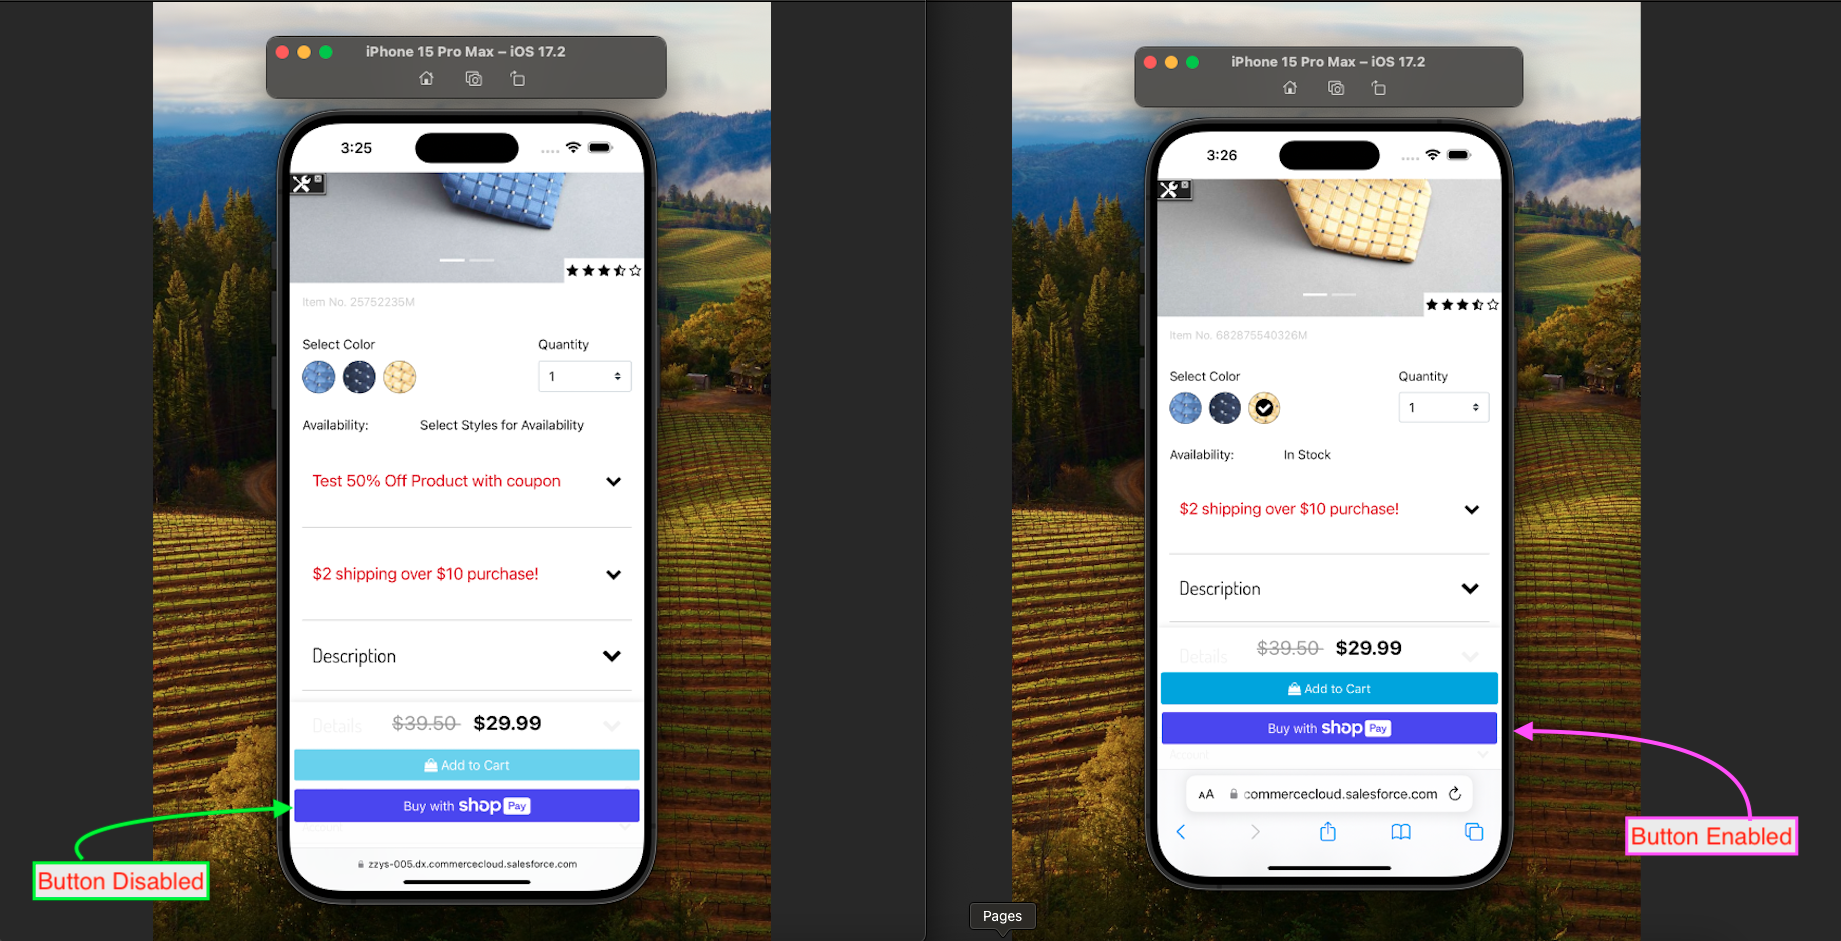 iPhone 15 Pro Max – iOS 17.2
3:25
Item No. 25752235M
Select Color
Quantity
1
Availability:
Select Styles for Availability
Test 50% Off Product with coupon
$2 shipping over $10 purchase!
Description
Details
$39.50 $29.99
Add to Cart
Buy with shop Pay
Account
zzys-005.dx.commercecloud.salesforce.com
Button Disabled
iPhone 15 Pro Max – iOS 17.2
3:26
Item No. 682875540326M
Select Color
Quantity
1
Availability:
In Stock
$2 shipping over $10 purchase!
Description
Details
$39.50 $29.99
Add to Cart
Buy with shop Pay
Account
AA commercecloud.salesforce.com
Button Enabled
Pages